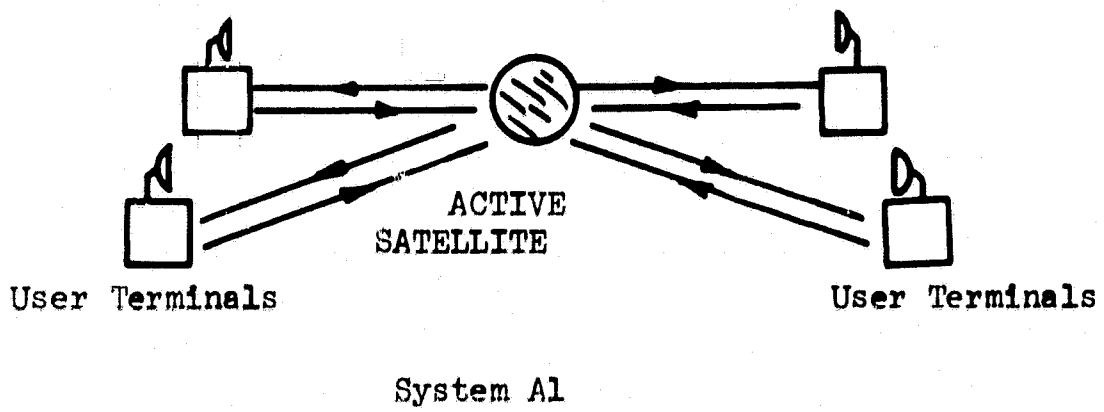 ACTIVE
SATELLITE
User Terminals
User Terminals
System A1